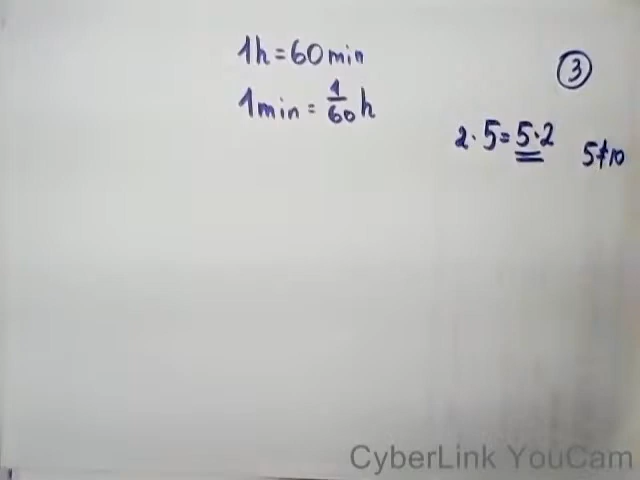 1h = 60 min
1 min = 1/60 h
3
2 · 5 = 5 · 2
5≠10
CyberLink YouCam